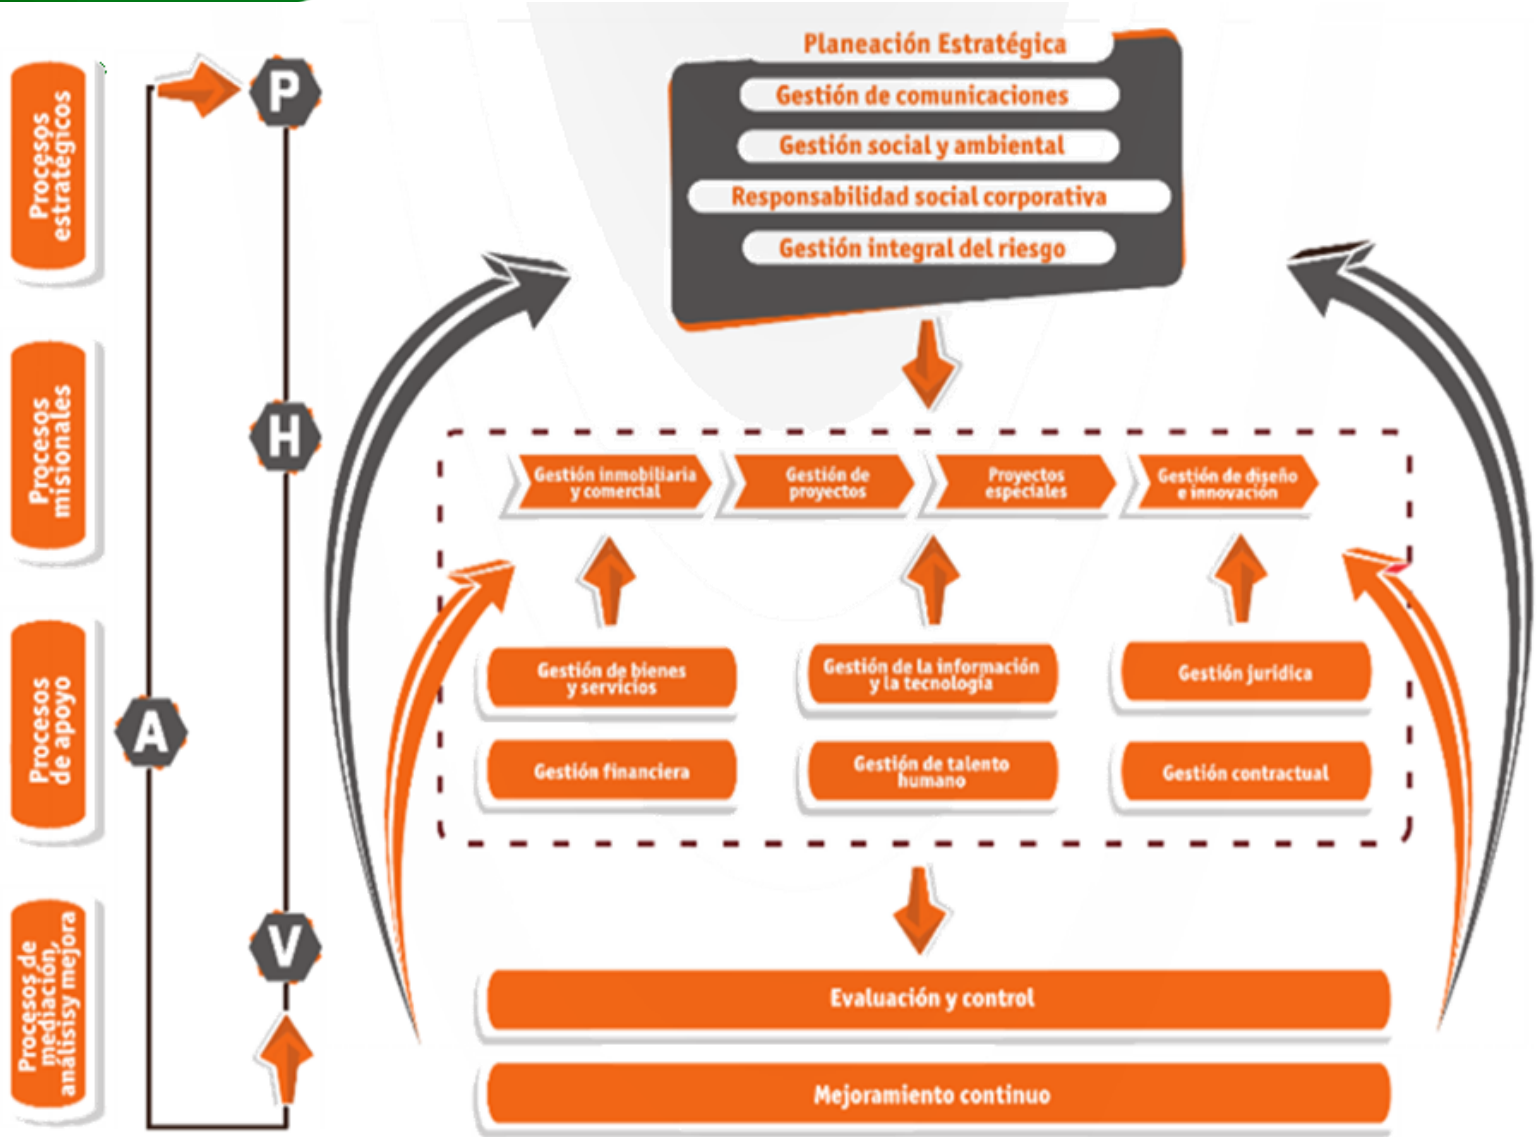 Procesos
estratégicos
Procesos
misionales
Procesos
de apoyo
Procesos de
mediación,
análisisy mejora
P
H
A
V
Planeación Estratégica
Gestión de comunicaciones
Gestión social y ambiental
Responsabilidad social corporativa
Gestión integral del riesgo
Gestión inmobiliaria
y comercial
Gestión de
proyectos
Proyectos
especiales
Gestión de diseño
e innovación
Gestión de bienes
y servicios
Gestión de la información
y la tecnología
Gestión jurídica
Gestión financiera
Gestión de talento
humano
Gestión contractual
Evaluación y control
Mejoramiento continuo